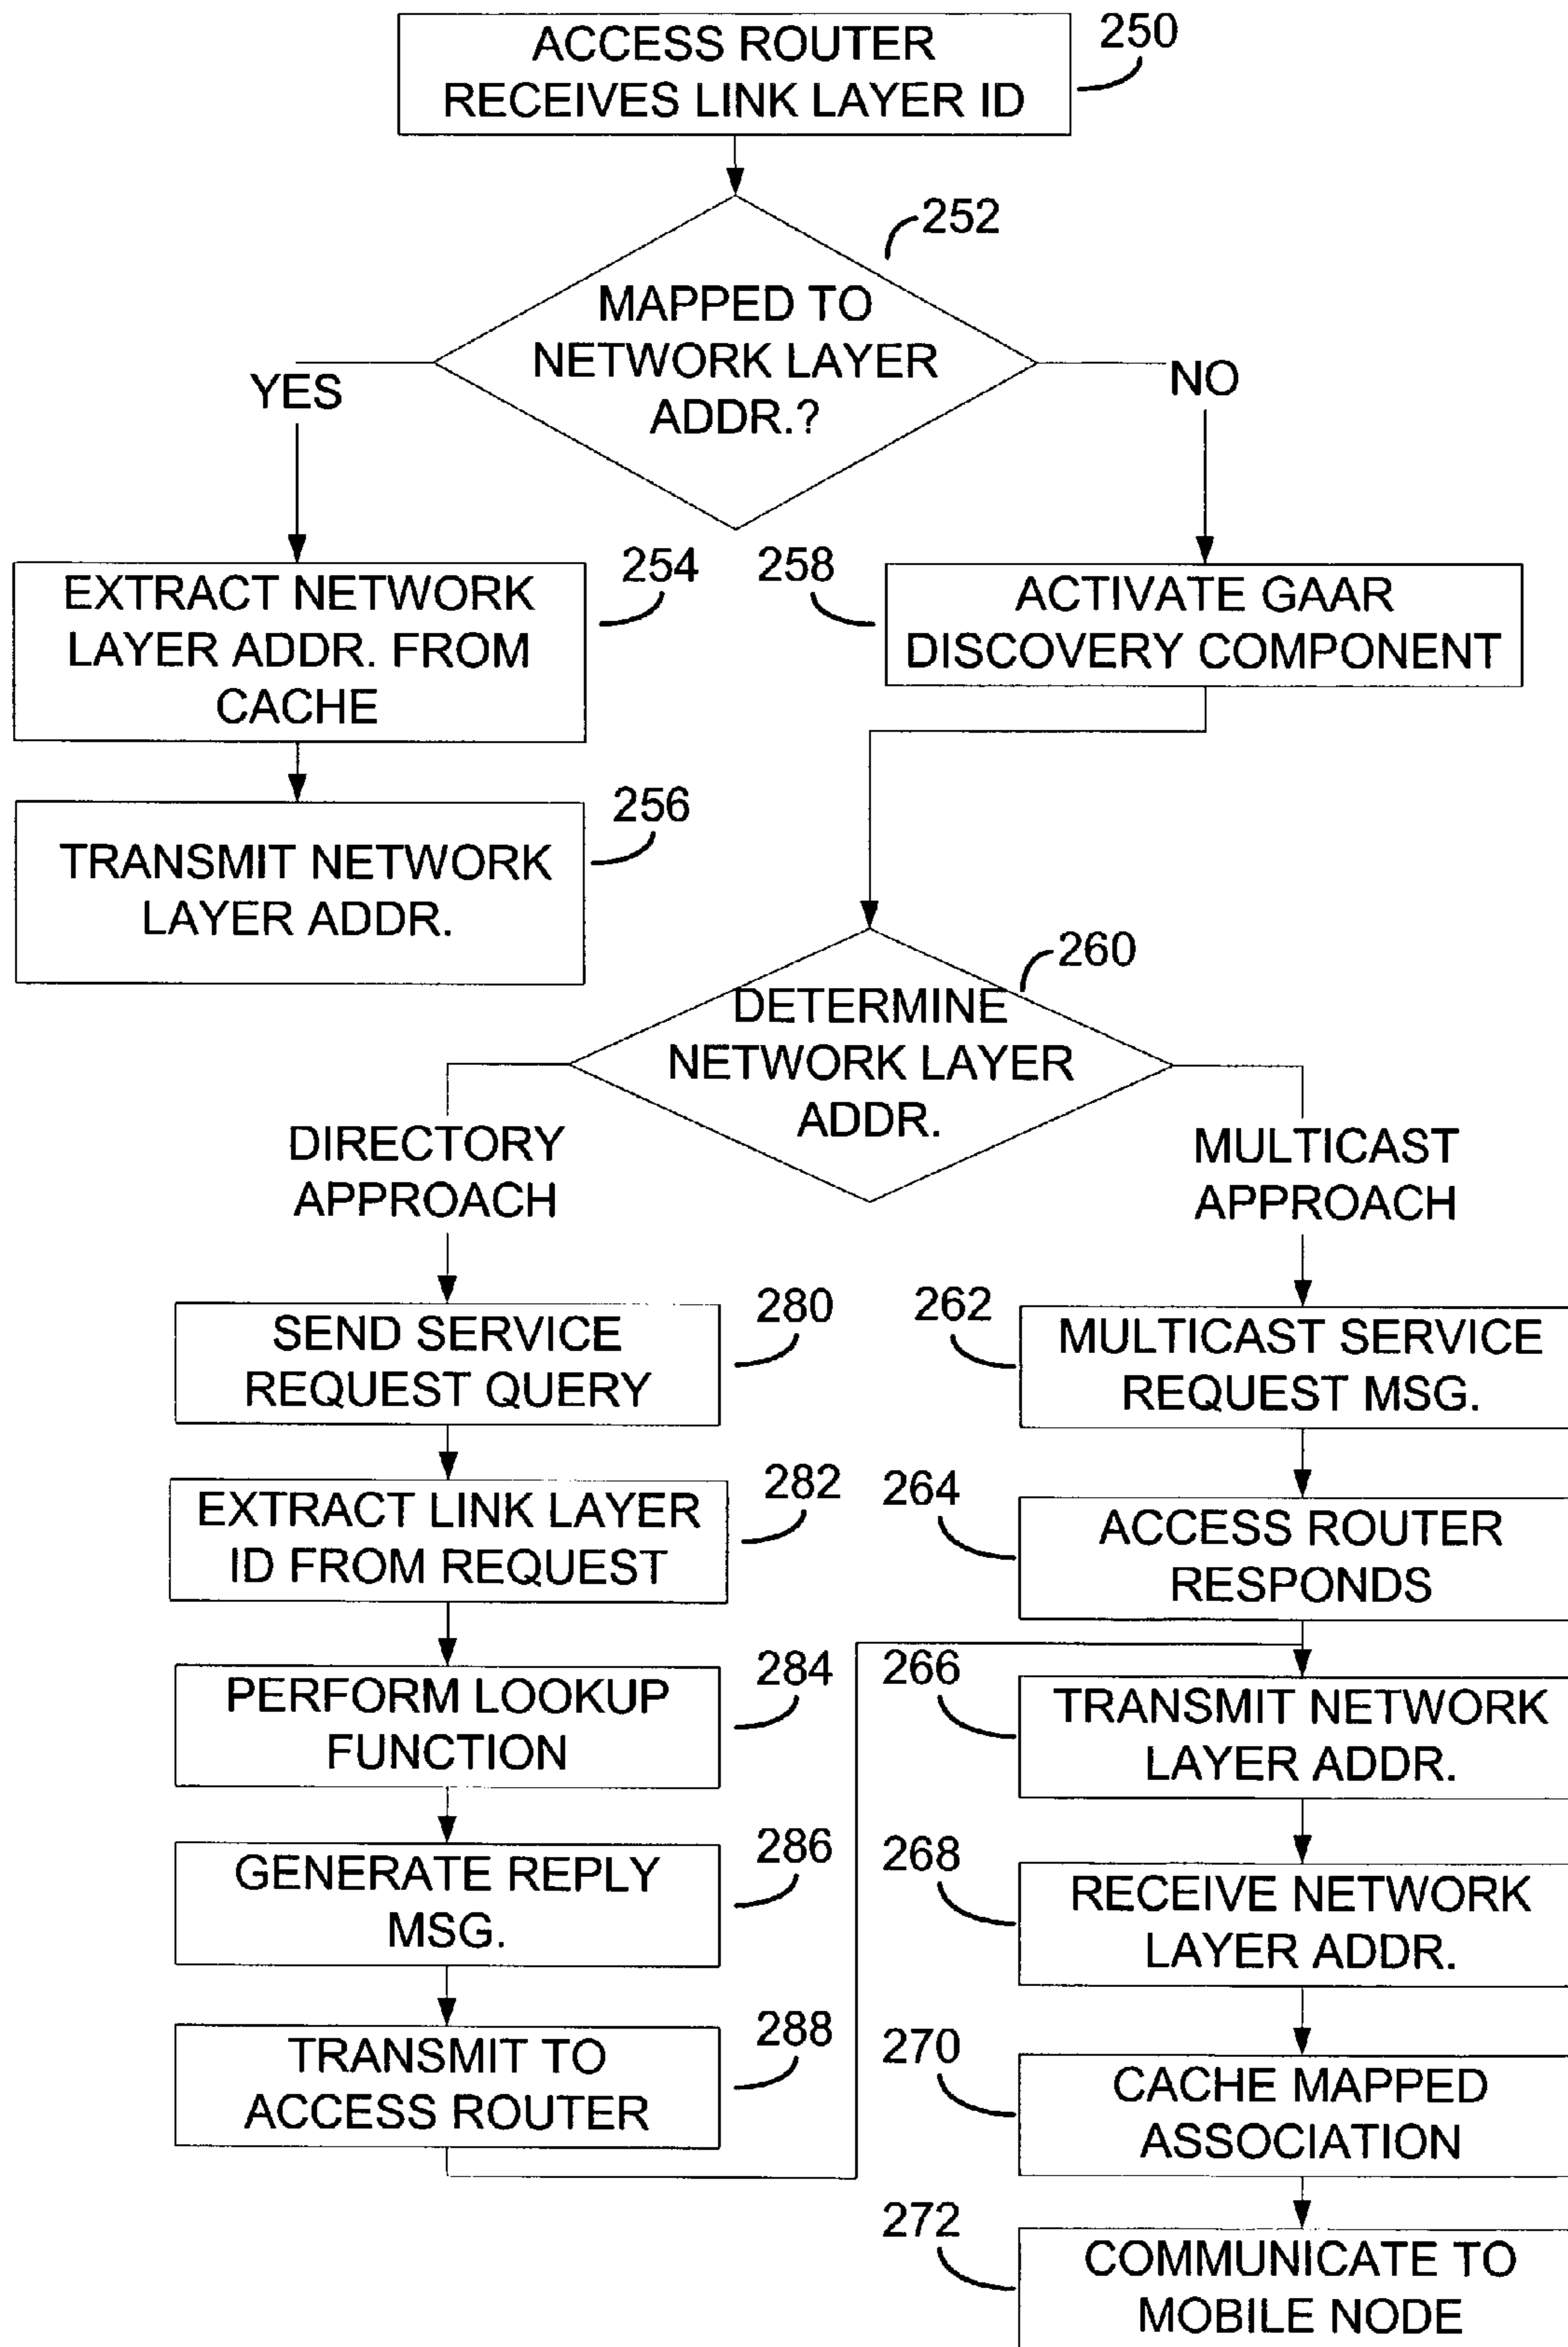 ACCESS ROUTER
RECEIVES LINK LAYER ID
250
252
MAPPED TO
NETWORK LAYER
ADDR.?
YES
NO
EXTRACT NETWORK
LAYER ADDR. FROM
CACHE
254
258
ACTIVATE GAAR
DISCOVERY COMPONENT
TRANSMIT NETWORK
LAYER ADDR.
256
260
DETERMINE
NETWORK LAYER
ADDR.
DIRECTORY
APPROACH
MULTICAST
APPROACH
SEND SERVICE
REQUEST QUERY
280
262
MULTICAST SERVICE
REQUEST MSG.
EXTRACT LINK LAYER
ID FROM REQUEST
282
264
ACCESS ROUTER
RESPONDS
PERFORM LOOKUP
FUNCTION
284
266
TRANSMIT NETWORK
LAYER ADDR.
GENERATE REPLY
MSG.
286
268
RECEIVE NETWORK
LAYER ADDR.
TRANSMIT TO
ACCESS ROUTER
288
270
CACHE MAPPED
ASSOCIATION
272
COMMUNICATE TO
MOBILE NODE